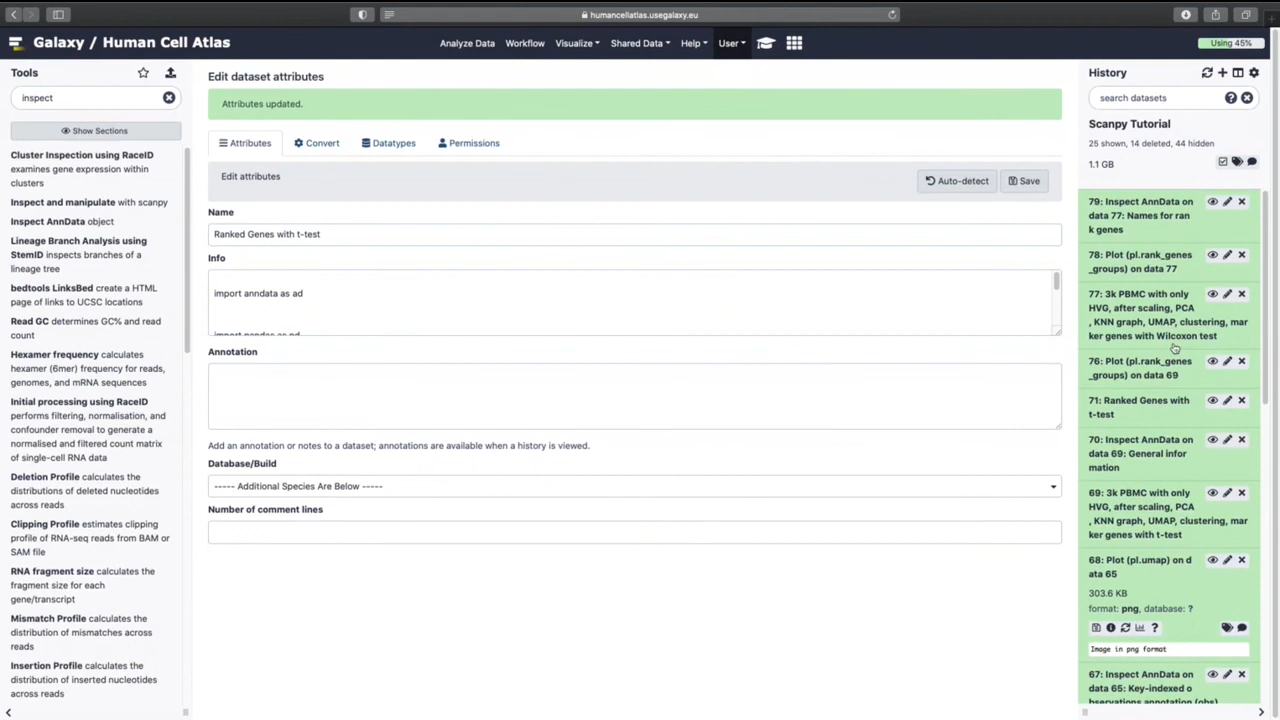 humancellatlas.usegalaxy.eu
Galaxy / Human Cell Atlas
Analyze Data
Workflow
Visualize
Shared Data
Help
User
Using 45%
Tools
inspect
Show Sections
Cluster Inspection using RaceID
examines gene expression within
clusters
Inspect and manipulate with scanpy
Inspect AnnData object
Lineage Branch Analysis using
StemID inspects branches of a
lineage tree
bedtools LinksBed create a HTML
page of links to UCSC locations
Read GC determines GC% and read
count
Hexamer frequency calculates
hexamer (6mer) frequency for reads,
genomes, and mRNA sequences
Initial processing using RaceID
performs filtering, normalisation, and
confounder removal to generate a
normalised and filtered count matrix
of single-cell RNA data
Deletion Profile calculates the
distributions of deleted nucleotides
across reads
Clipping Profile estimates clipping
profile of RNA-seq reads from BAM or
SAM file
RNA fragment size calculates the
fragment size for each
gene/transcript
Mismatch Profile calculates the
distribution of mismatches across
reads
Insertion Profile calculates the
distribution of inserted nucleotides
across reads
Edit dataset attributes
Attributes updated.
Attributes
Convert
Datatypes
Permissions
Edit attributes
Auto-detect
Save
Name
Ranked Genes with t-test
Info
import anndata as ad
import pandas as pd
Annotation
Add an annotation or notes to a dataset; annotations are available when a history is viewed.
Database/Build
----- Additional Species Are Below -----
Number of comment lines
History
search datasets
Scanpy Tutorial
25 shown, 14 deleted, 44 hidden
1.1 GB
79: Inspect AnnData on
data 77: Names for ran
k genes
78: Plot (pl.rank_genes
_groups) on data 77
77: 3k PBMC with only
HVG, after scaling, PCA
, KNN graph, UMAP, clustering, mar
ker genes with Wilcoxon test
76: Plot (pl.rank_genes
_groups) on data 69
71: Ranked Genes with
t-test
70: Inspect AnnData on
data 69: General infor
mation
69: 3k PBMC with only
HVG, after scaling, PCA
, KNN graph, UMAP, clustering, mar
ker genes with t-test
68: Plot (pl.umap) on d
ata 65
303.6 KB
format: png, database: ?
Image in png format
67: Inspect AnnData on
data 65: Key-indexed o
bservations annotation (obs)